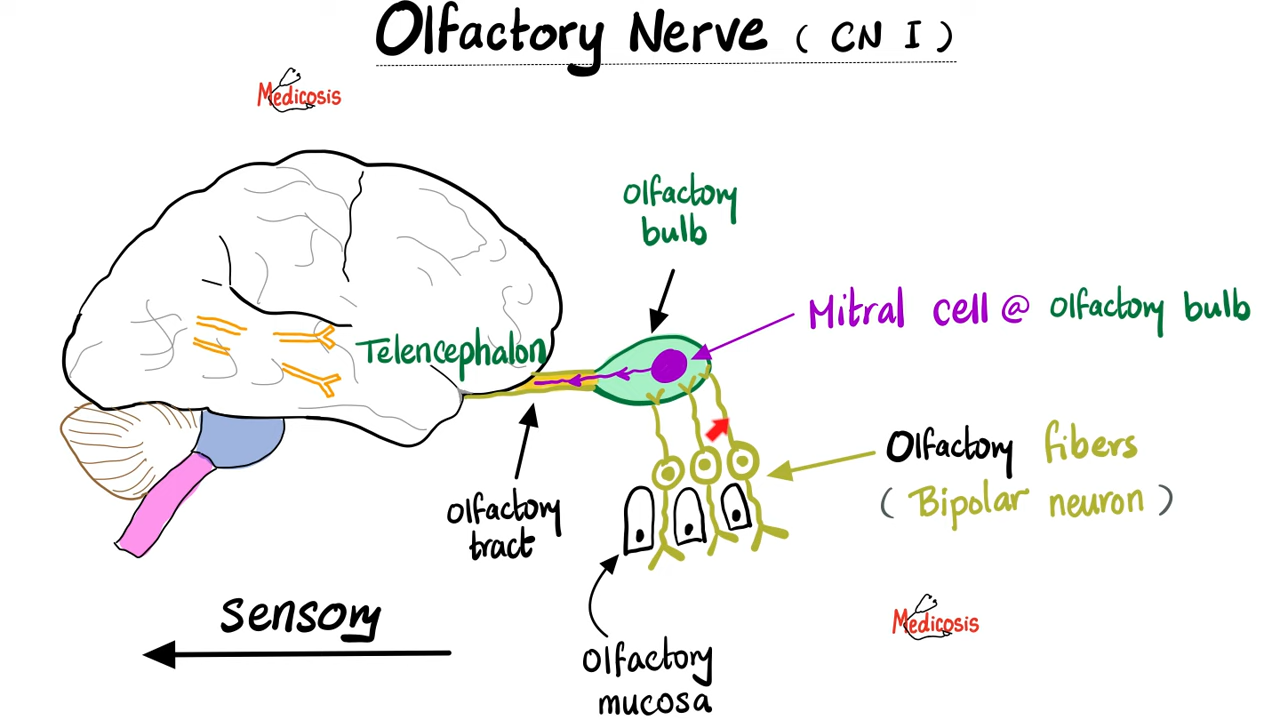 Olfactory Nerve ( CN I )
Medicosis
Olfactory
bulb
Mitral cell @ olfactory bulb
Telencephalon
Olfactory fibers
( Bipolar neuron )
Olfactory
tract
Sensory
Medicosis
Olfactory
mucosa